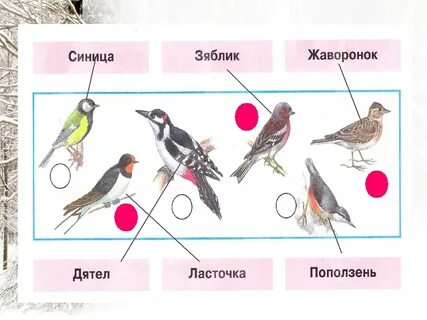 Синица Зяблик Жаворонок
Дятел Ласточка Поползень